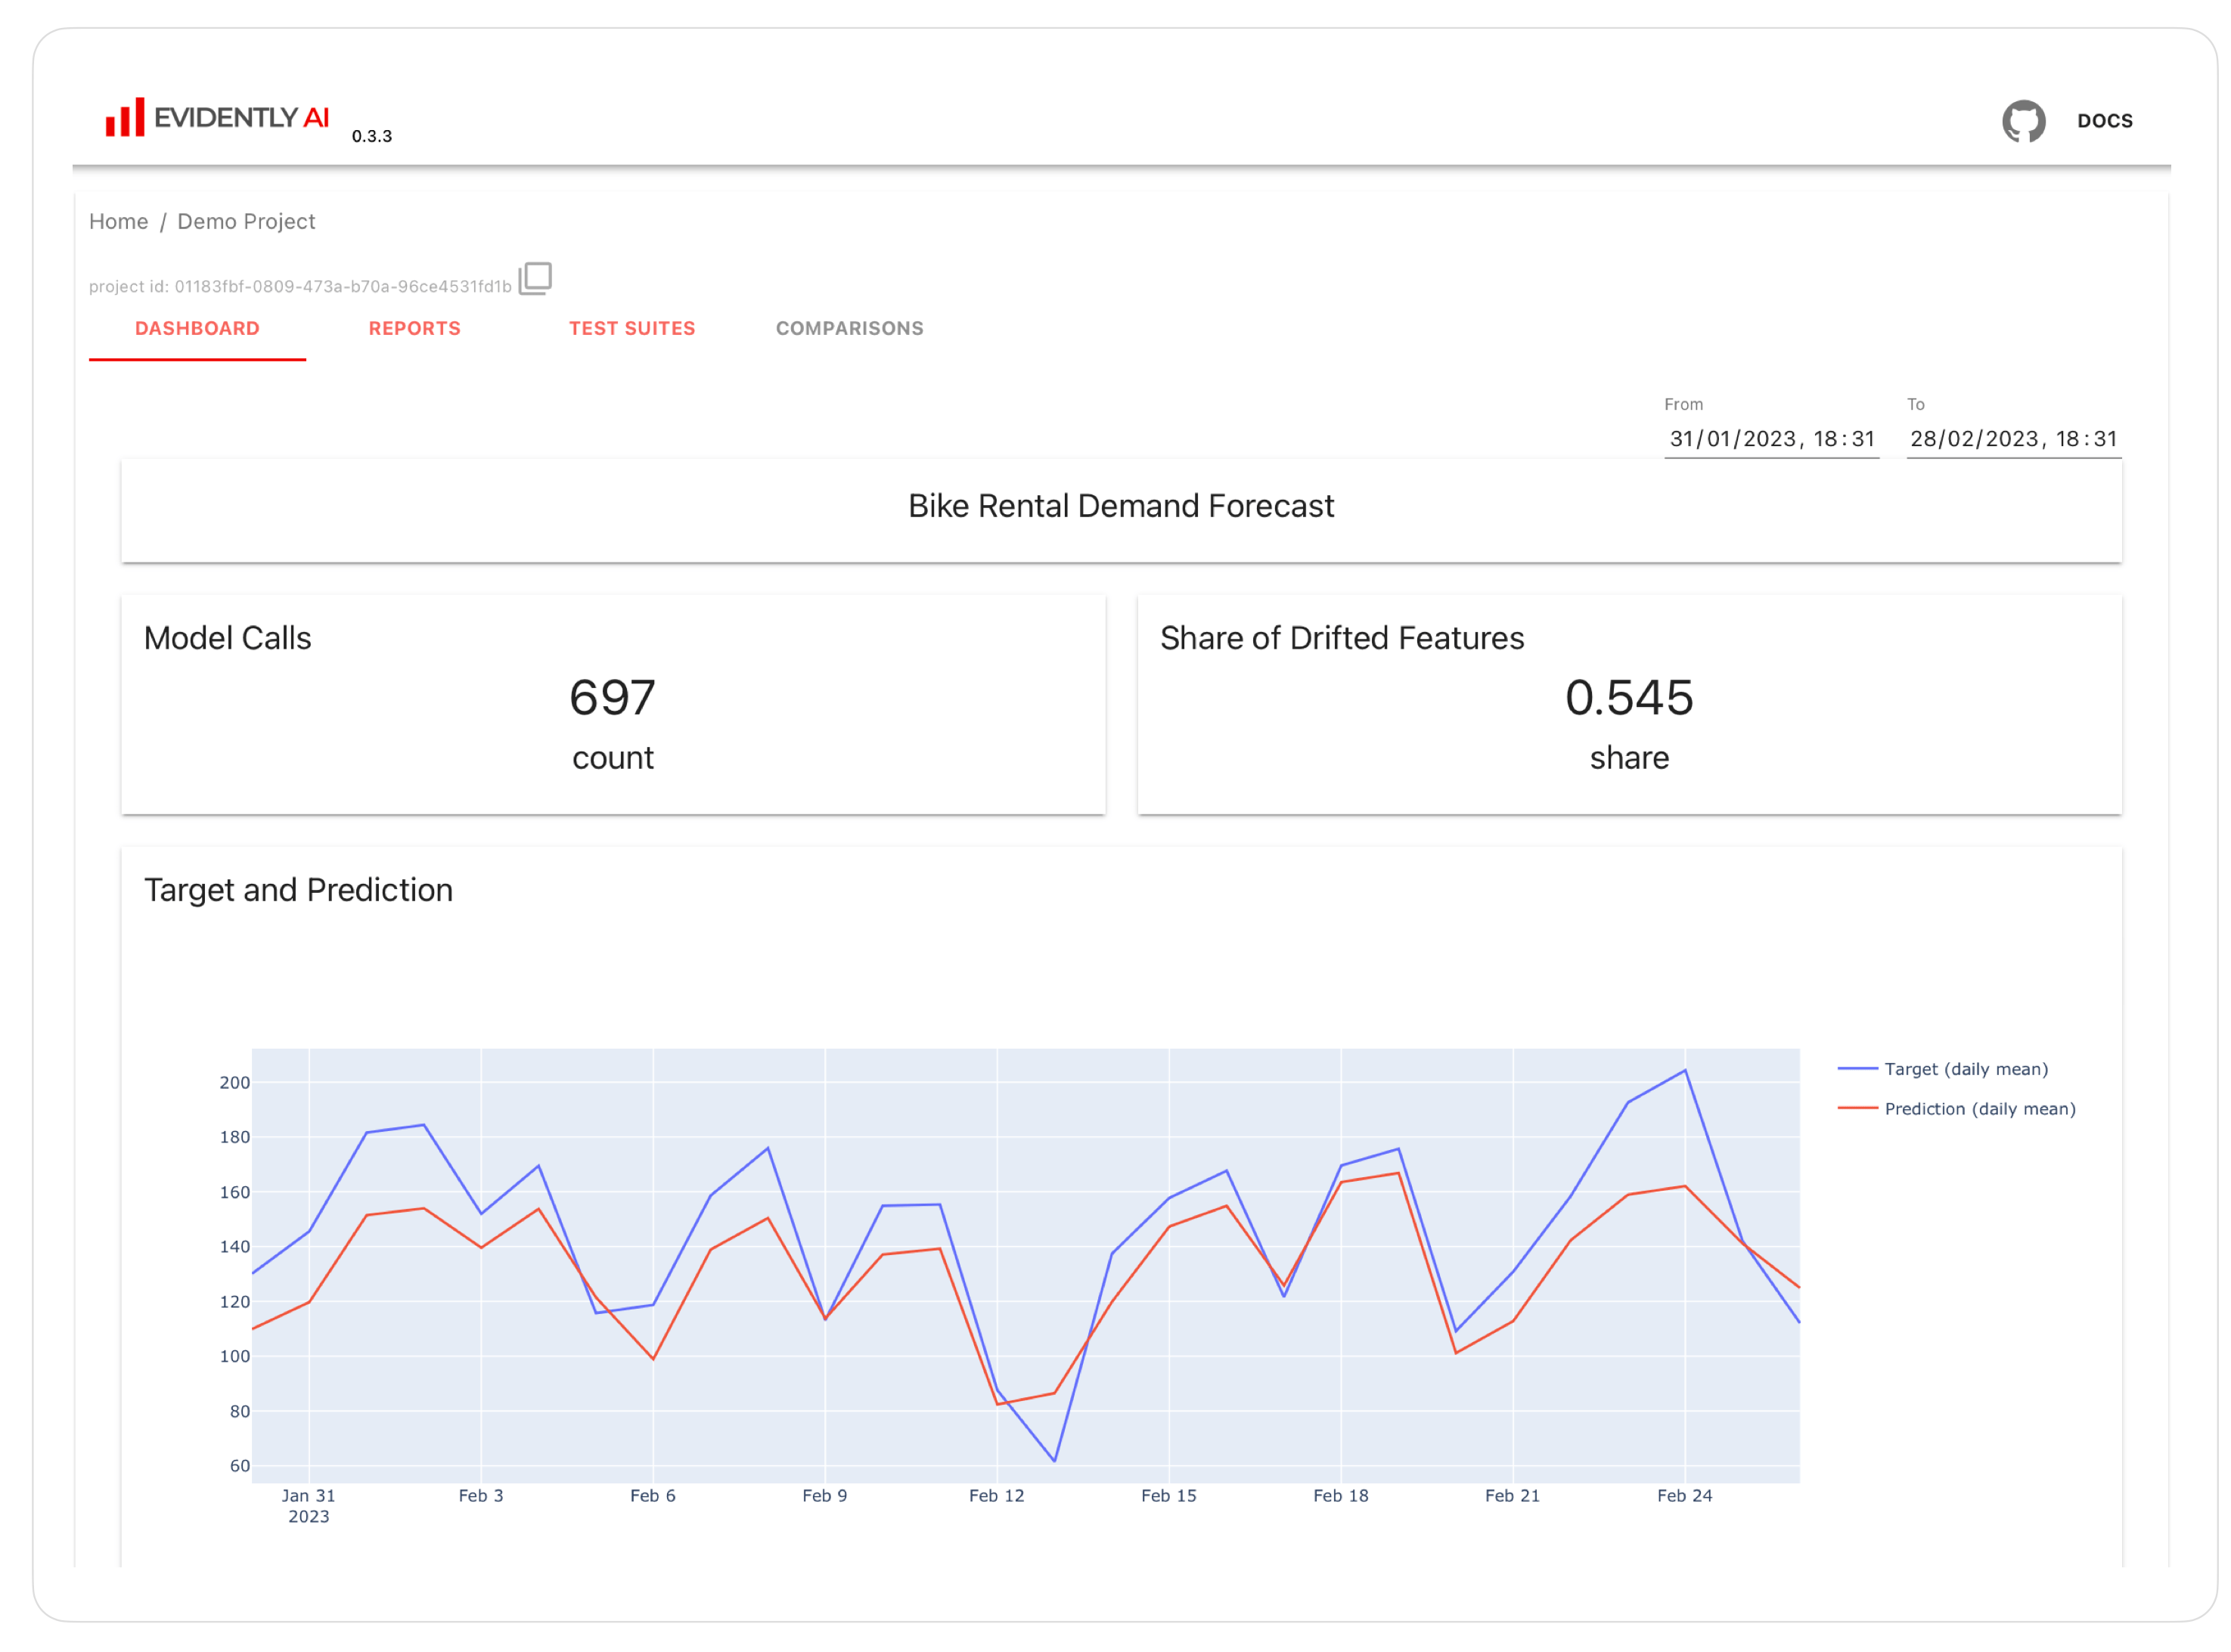 EVIDENTLY AI 0.3.3
DOCS
Home / Demo Project
project id: 01183fbf-0809-473a-b70a-96ce4531fd1b
DASHBOARD REPORTS TEST SUITES COMPARISONS
From To
31/01/2023, 18:31 28/02/2023, 18:31
Bike Rental Demand Forecast
Model Calls
697
count
Share of Drifted Features
0.545
share
Target and Prediction
Target (daily mean)
Prediction (daily mean)
200
180
160
140
120
100
80
60
Jan 31 Feb 3 Feb 6 Feb 9 Feb 12 Feb 15 Feb 18 Feb 21 Feb 24
2023